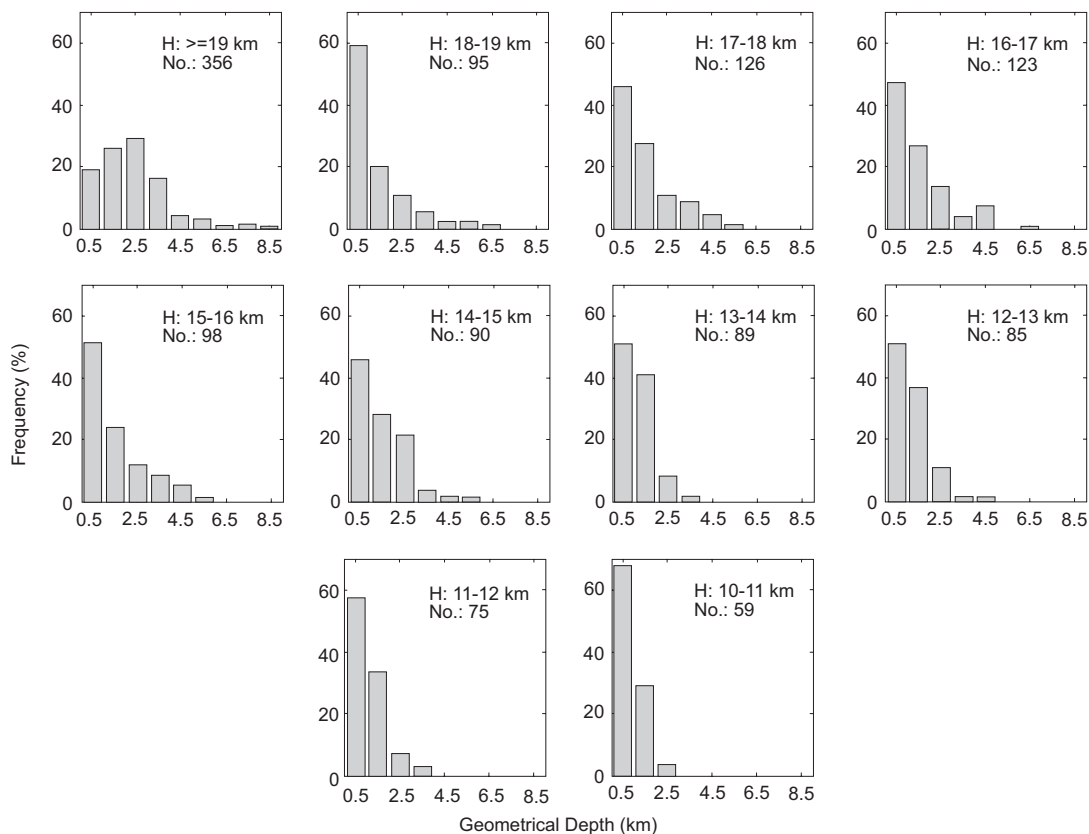 60
40
20
0
0.5 2.5 4.5 6.5 8.5
H: >=19 km
No.: 356
60
40
20
0
0.5 2.5 4.5 6.5 8.5
H: 18-19 km
No.: 95
60
40
20
0
0.5 2.5 4.5 6.5 8.5
H: 17-18 km
No.: 126
60
40
20
0
0.5 2.5 4.5 6.5 8.5
H: 16-17 km
No.: 123
Frequency (%)
60
40
20
0
0.5 2.5 4.5 6.5 8.5
H: 15-16 km
No.: 98
60
40
20
0
0.5 2.5 4.5 6.5 8.5
H: 14-15 km
No.: 90
60
40
20
0
0.5 2.5 4.5 6.5 8.5
H: 13-14 km
No.: 89
60
40
20
0
0.5 2.5 4.5 6.5 8.5
H: 12-13 km
No.: 85
60
40
20
0
0.5 2.5 4.5 6.5 8.5
H: 11-12 km
No.: 75
60
40
20
0
0.5 2.5 4.5 6.5 8.5
H: 10-11 km
No.: 59
Geometrical Depth (km)